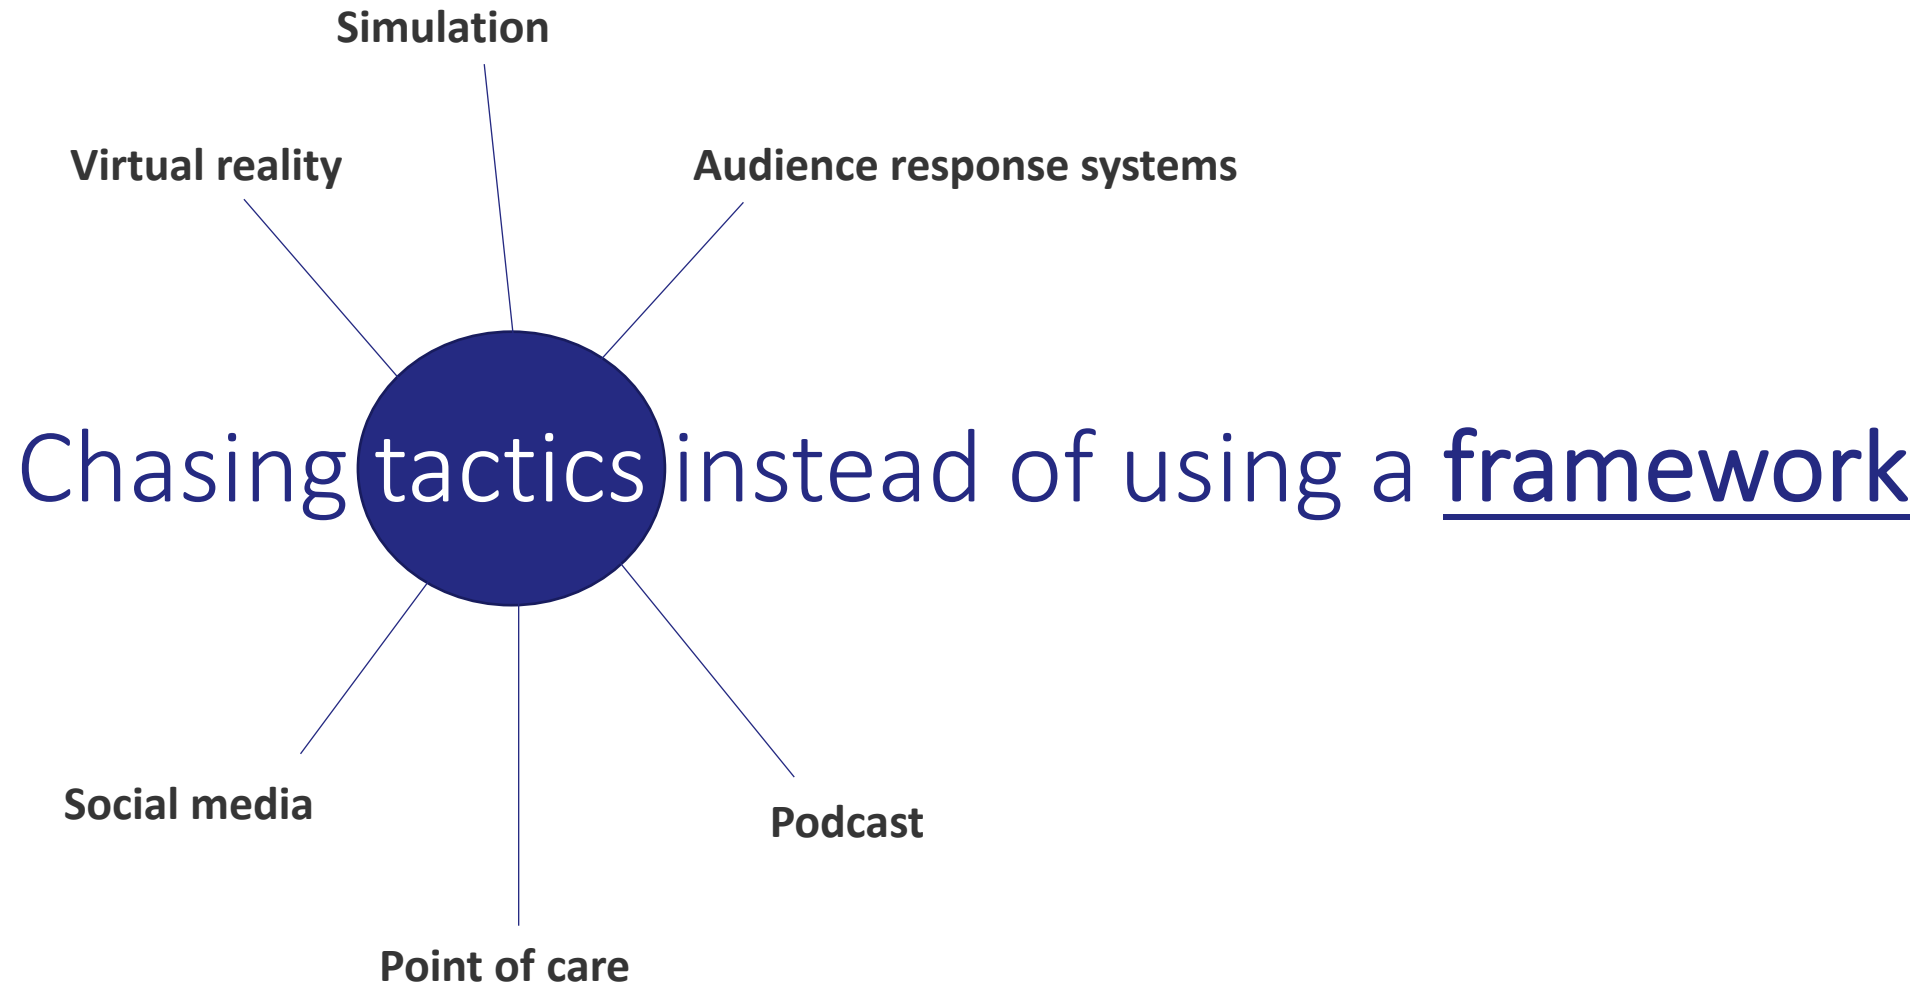 Simulation
Virtual reality
Audience response systems
Chasing tactics instead of using a framework
Social media
Podcast
Point of care